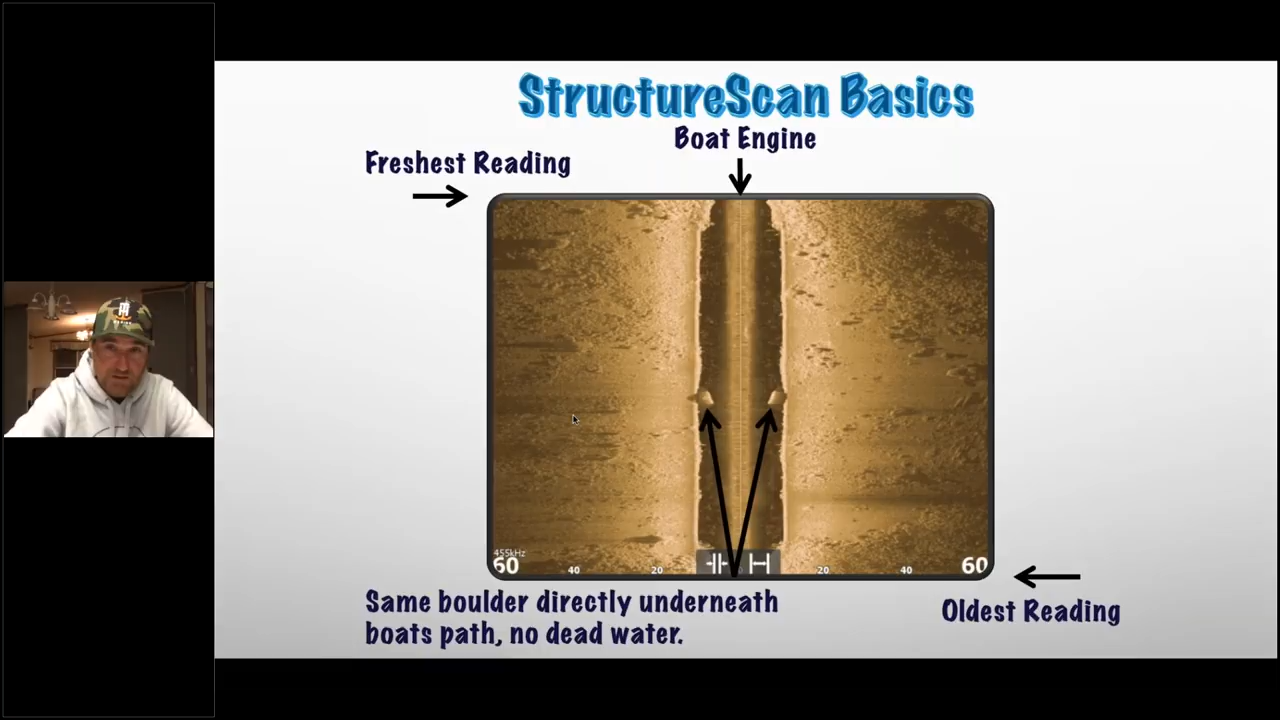 StructureScan Basics
Boat Engine
Freshest Reading
455kHz
60 40 20 20 40 60
Same boulder directly underneath
boats path, no dead water.
Oldest Reading